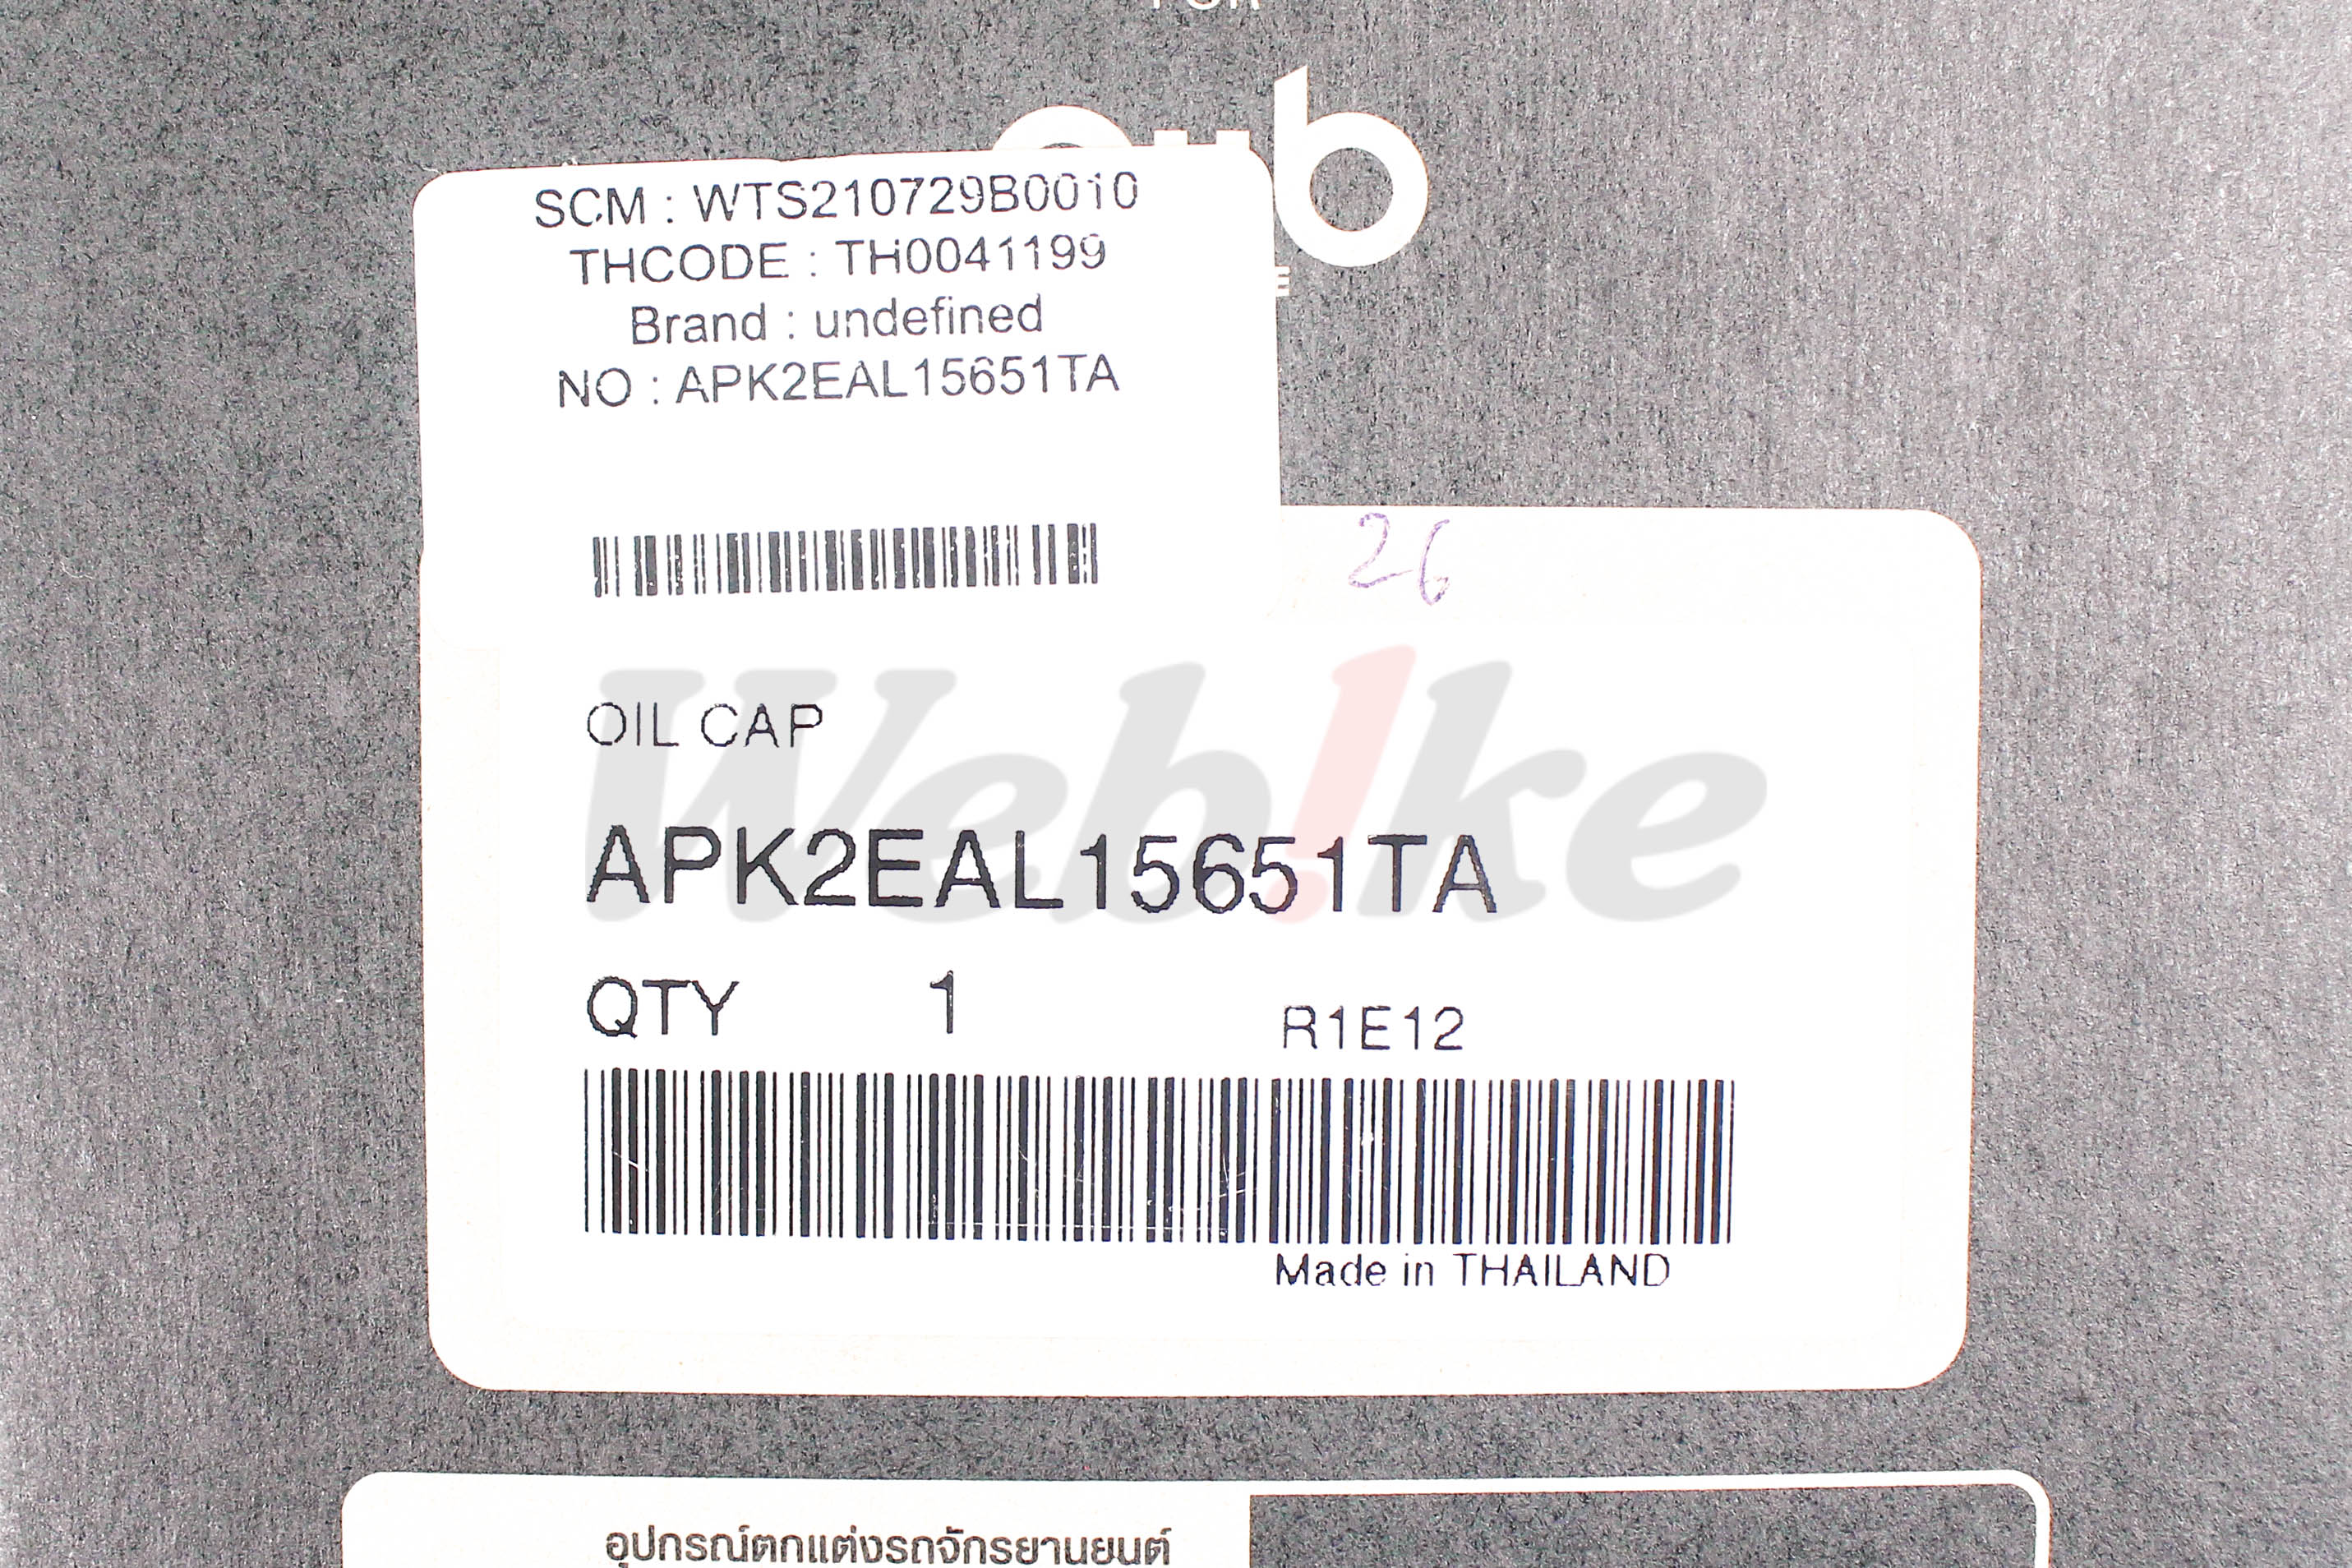 SCM : WTS210729B0010
THCODE : TH0041199
Brand : undefined
NO : APK2EAL15651TA
26
Web!ke
OIL CAP
APK2EAL15651TA
QTY 1
R1E12
Made in THAILAND
อุปกรณ์ตกแต่งรถจักรยานยนต์